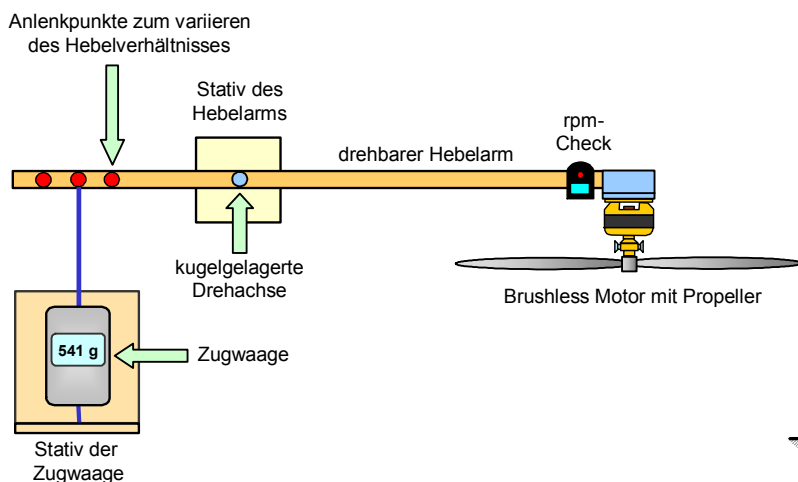 Anlenkpunkte zum variieren
des Hebelverhältnisses
Stativ des
Hebelarms
rpm-
Check
drehbarer Hebelarm
kugelgelagerte
Drehachse
Brushless Motor mit Propeller
541 g
Zugwaage
Stativ der
Zugwaage